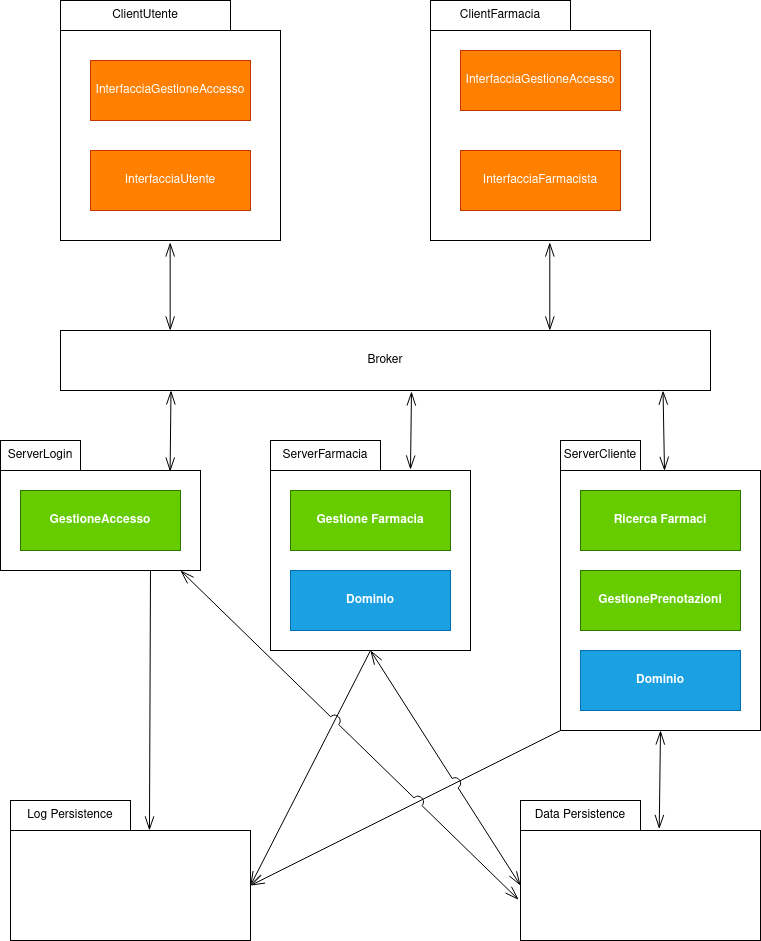 ClientUtente
InterfacciaGestioneAccesso
InterfacciaUtente
ClientFarmacia
InterfacciaGestioneAccesso
InterfacciaFarmacista
Broker
ServerLogin
GestioneAccesso
ServerFarmacia
Gestione Farmacia
Dominio
ServerCliente
Ricerca Farmaci
GestionePrenotazioni
Dominio
Log Persistence
Data Persistence